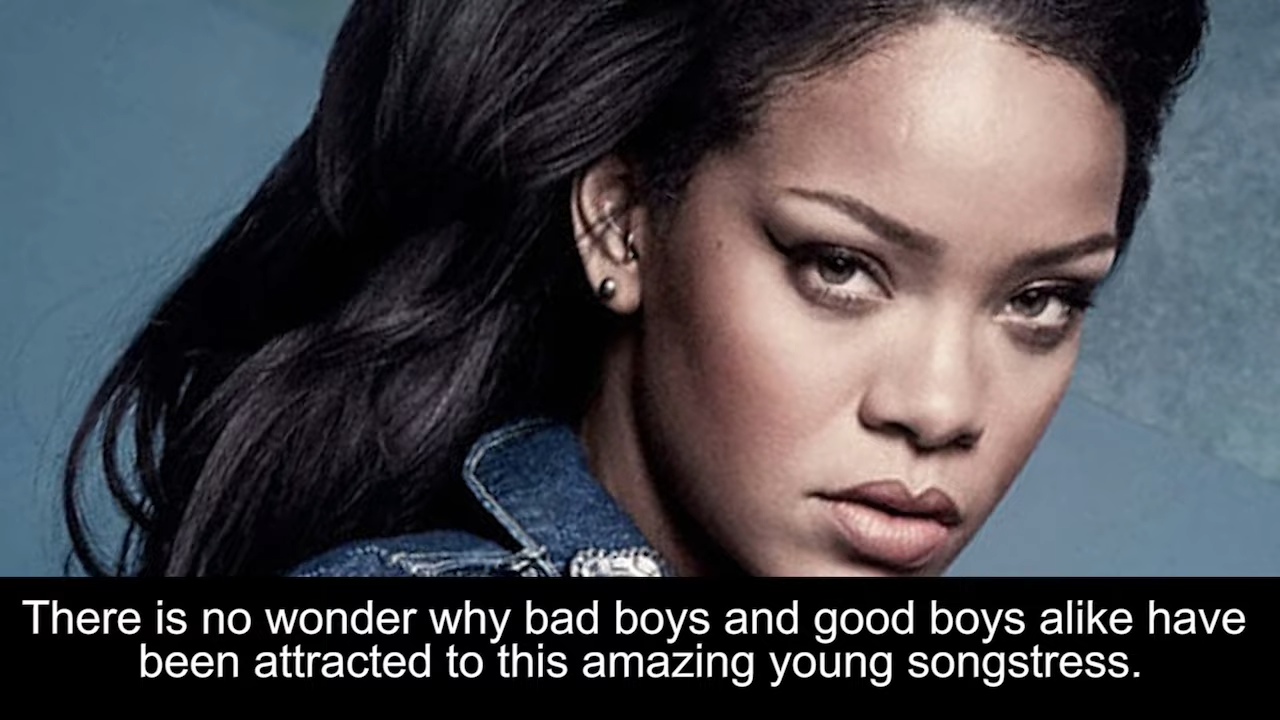 There is no wonder why bad boys and good boys alike have
been attracted to this amazing young songstress.